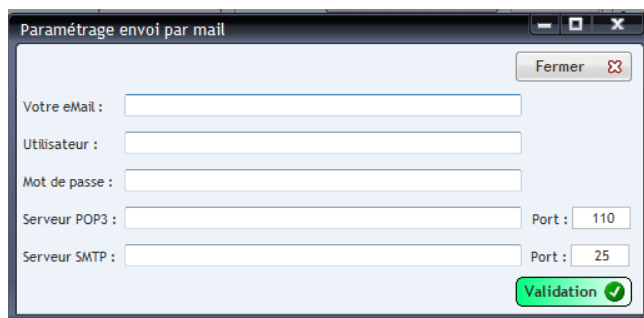 Paramétrage envoi par mail
Fermer
Votre eMail :
Utilisateur :
Mot de passe :
Serveur POP3 : Port : 110
Serveur SMTP : Port : 25
Validation